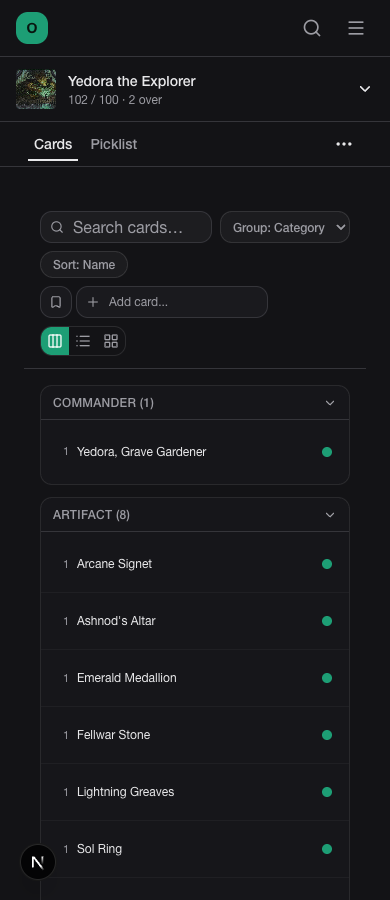 O
Yedora the Explorer
102 / 100 · 2 over
Cards Picklist
Search cards... Group: Category
Sort: Name
Add card...
COMMANDER (1)
1 Yedora, Grave Gardener
ARTIFACT (8)
1 Arcane Signet
1 Ashnod's Altar
1 Emerald Medallion
1 Fellwar Stone
1 Lightning Greaves
N 1 Sol Ring